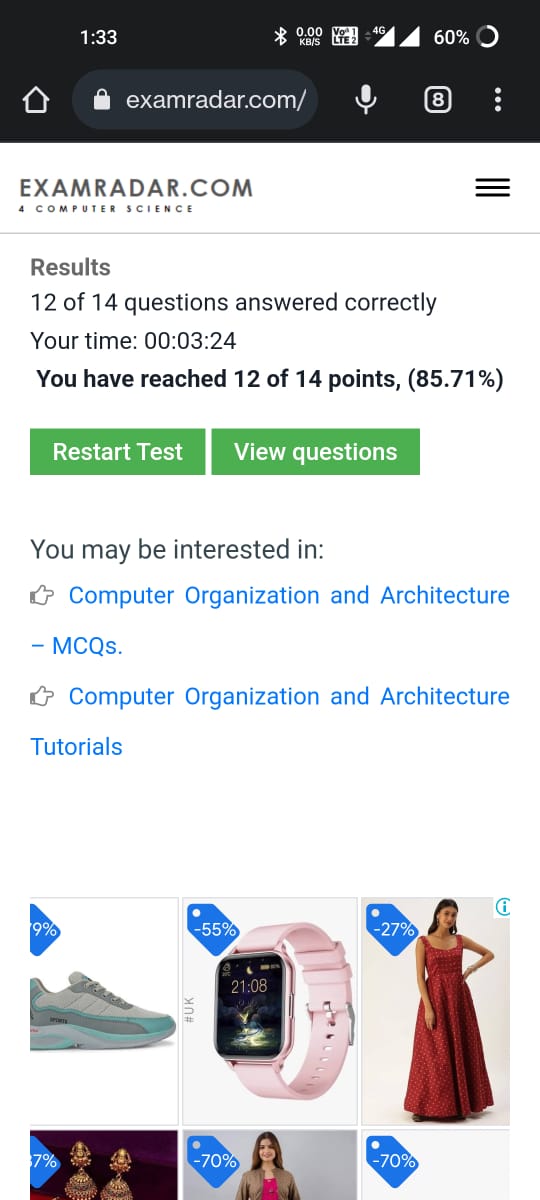 1:33
0.00
KB/S
Vo 1
LTE 2
4G
60%
examradar.com/
8
EXAMRADAR.COM
4 COMPUTER SCIENCE
Results
12 of 14 questions answered correctly
Your time: 00:03:24
You have reached 12 of 14 points, (85.71%)
Restart Test
View questions
You may be interested in:
Computer Organization and Architecture
– MCQs.
Computer Organization and Architecture
Tutorials
9%
-55%
-27%
21:08
#UK
SPORTS
37%
-70%
-70%